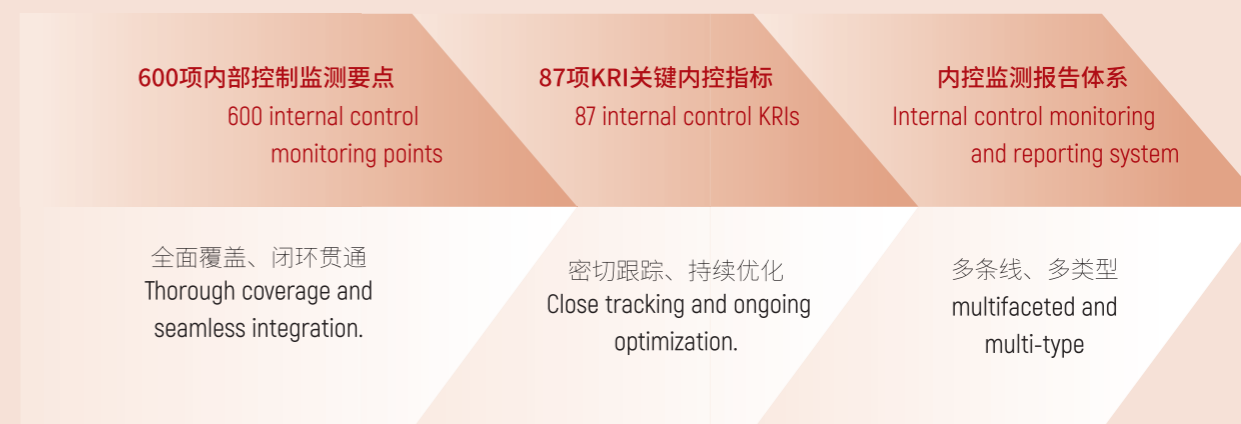 600项内部控制监测要点
600 internal control
monitoring points
87项KRI关键内控指标
87 internal control KRIs
内控监测报告体系
Internal control monitoring
and reporting system
全面覆盖、闭环贯通
Thorough coverage and
seamless integration.
密切跟踪、持续优化
Close tracking and ongoing
optimization.
多条线、多类型
multifaceted and
multi-type